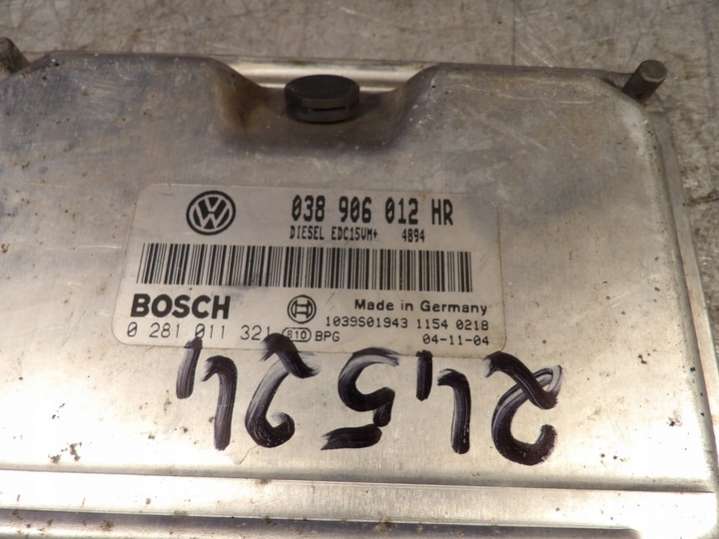 038 906 012 HR
DIESEL EDC15VM+ 4894
BOSCH Made in Germany
0 281 011 321 810 BPG 1039S01943 1154 0218
04-11-04
24524